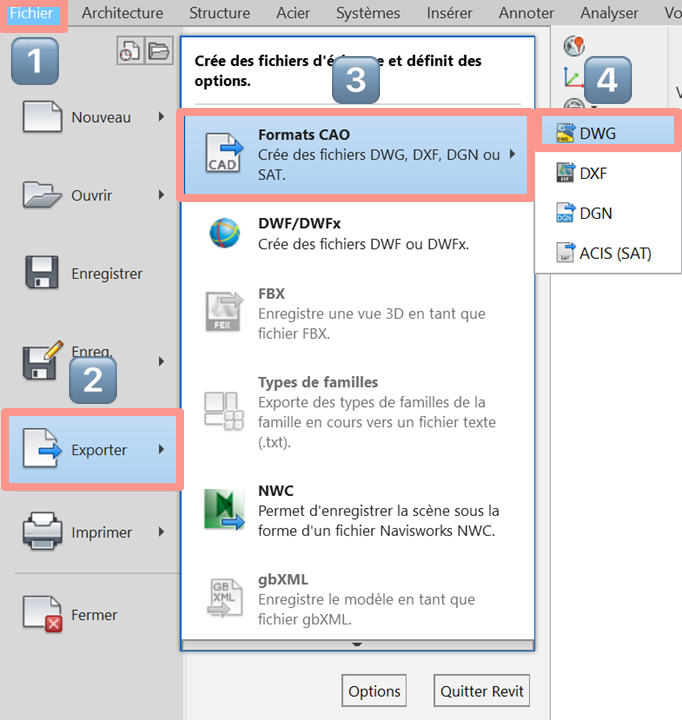 Fichier Architecture Structure Acier Systèmes Insérer Annoter Analyser Vo
1
Nouveau
Ouvrir
Enregistrer
Enreg.
2
Exporter
Imprimer
Fermer
Crée des fichiers d'é e et définit des
options.
3
Formats CAO
Crée des fichiers DWG, DXF, DGN ou
SAT.
CAD
DWF/DWFx
Crée des fichiers DWF ou DWFx.
FBX
Enregistre une vue 3D en tant que
fichier FBX.
FBX
Types de familles
Exporte des types de familles de la
famille en cours vers un fichier texte
(.txt).
NWC
Permet d'enregistrer la scène sous la
forme d'un fichier Navisworks NWC.
gbXML
Enregistre le modèle en tant que
fichier gbXML.
GB
XML
4
DWG
DXF
DGN
DGN
ACIS (SAT)
Options
Quitter Revit